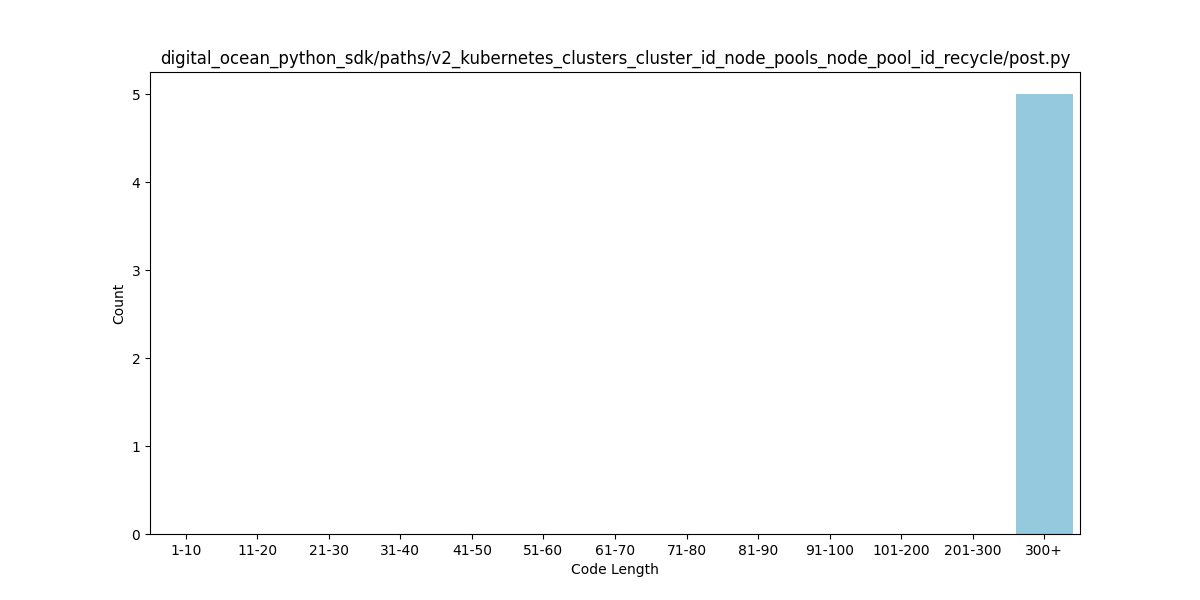 digital_ocean_python_sdk/paths/v2_kubernetes_clusters_cluster_id_node_pools_node_pool_id_recycle/post.py
5
4
3
2
1
0
Count
1-10 11-20 21-30 31-40 41-50 51-60 61-70 71-80 81-90 91-100 101-200 201-300 300+
Code Length